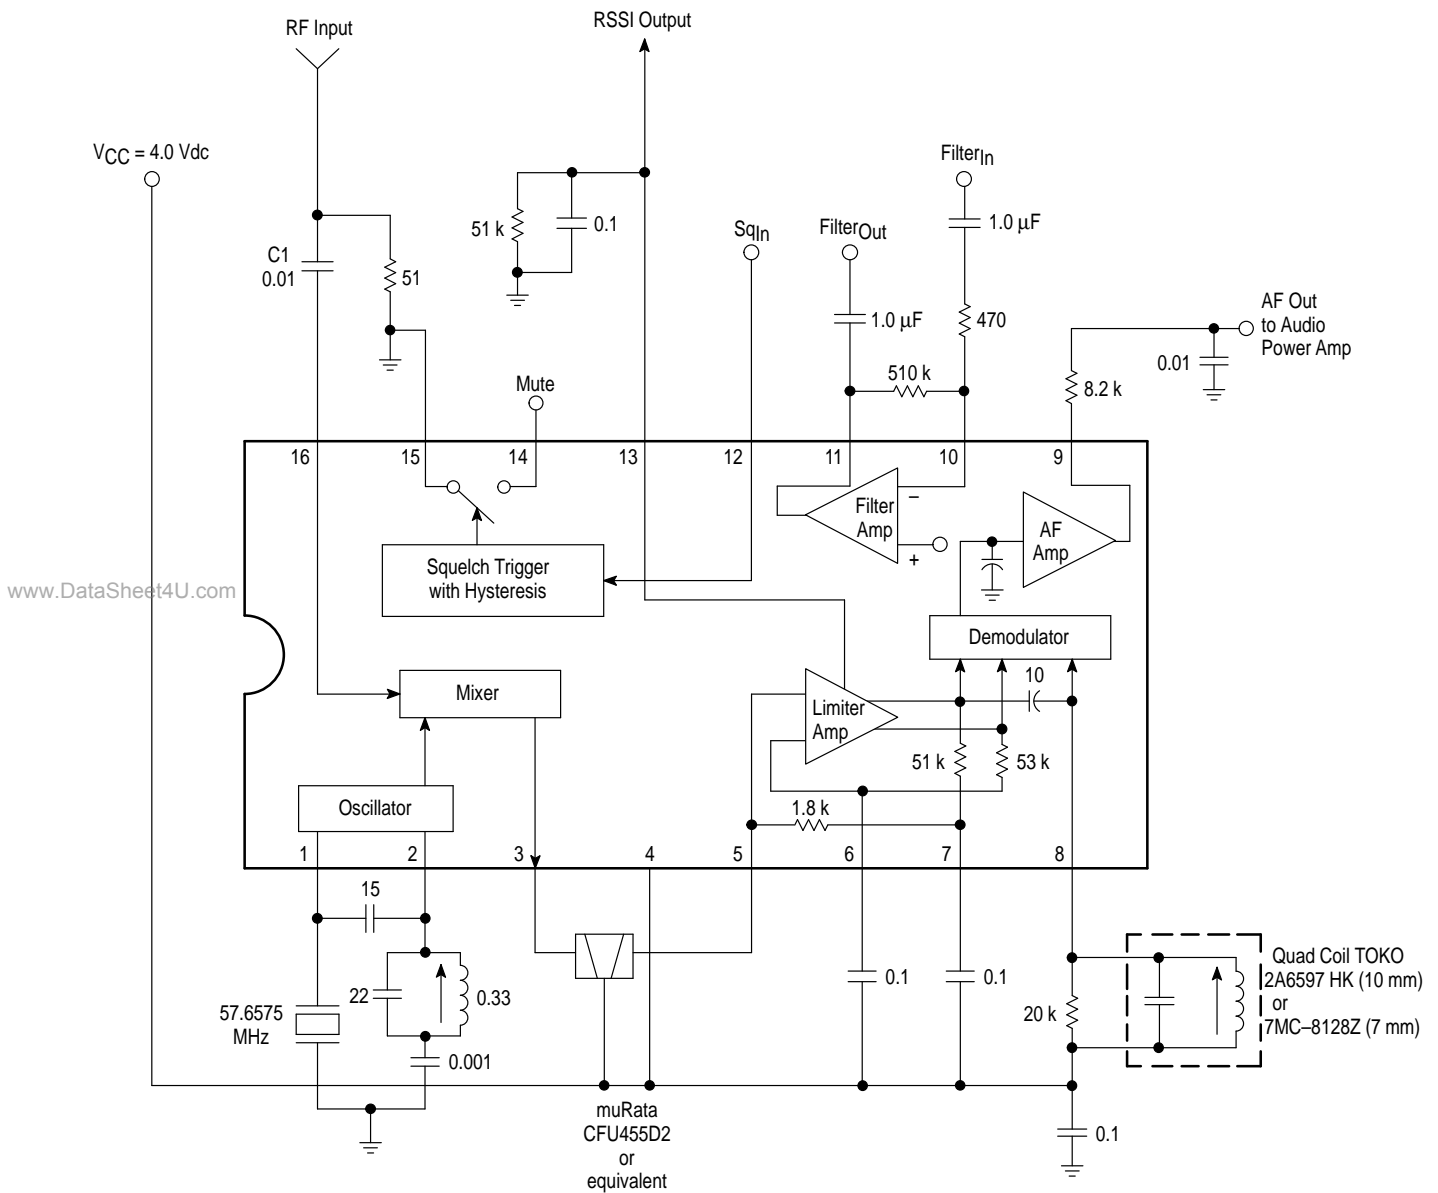 RF Input
RSSI Output
VCC = 4.0 Vdc
FilterIn
51 k
0.1
SqIn
FilterOut
1.0 µF
C1
0.01
51
1.0 µF
470
AF Out
to Audio
Power Amp
0.01
510 k
8.2 k
Mute
16
15
14
13
12
11
10
9
Filter
Amp
–
+
AF
Amp
Squelch Trigger
with Hysteresis
www.DataSheet4U.com
Demodulator
Mixer
10
Limiter
Amp
51 k
53 k
Oscillator
1.8 k
1
2
3
4
5
6
7
8
15
22
0.33
57.6575
MHz
0.001
0.1
0.1
20 k
Quad Coil TOKO
2A6597 HK (10 mm)
or
7MC–8128Z (7 mm)
muRata
CFU455D2
or
equivalent
0.1